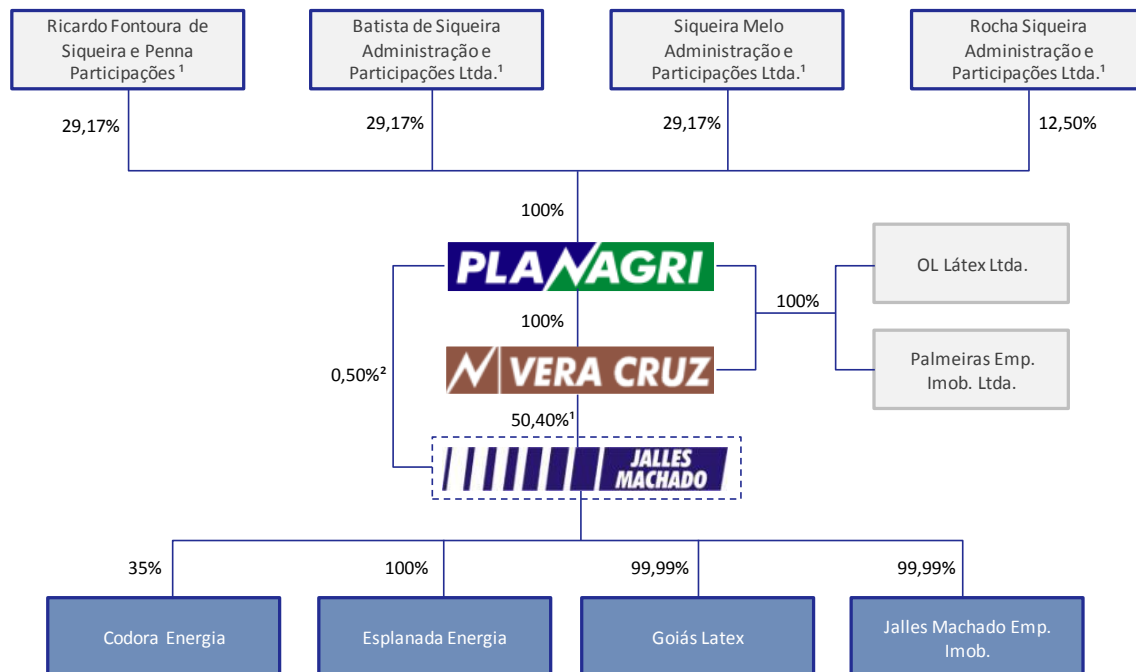 Ricardo Fontoura de
Siqueira e Penna
Participações ¹
Batista de Siqueira
Administração e
Participações Ltda.¹
Siqueira Melo
Administração e
Participações Ltda.¹
Rocha Siqueira
Administração e
Participações Ltda.¹
29,17%
29,17%
29,17%
12,50%
100%
PLANAGRI
OL Látex Ltda.
100%
100%
VERA CRUZ
Palmeiras Emp.
Imob. Ltda.
0,50%²
50,40%¹
JALLES
MACHADO
35%
100%
99,99%
99,99%
Codora Energia
Esplanada Energia
Goiás Latex
Jalles Machado Emp.
Imob.